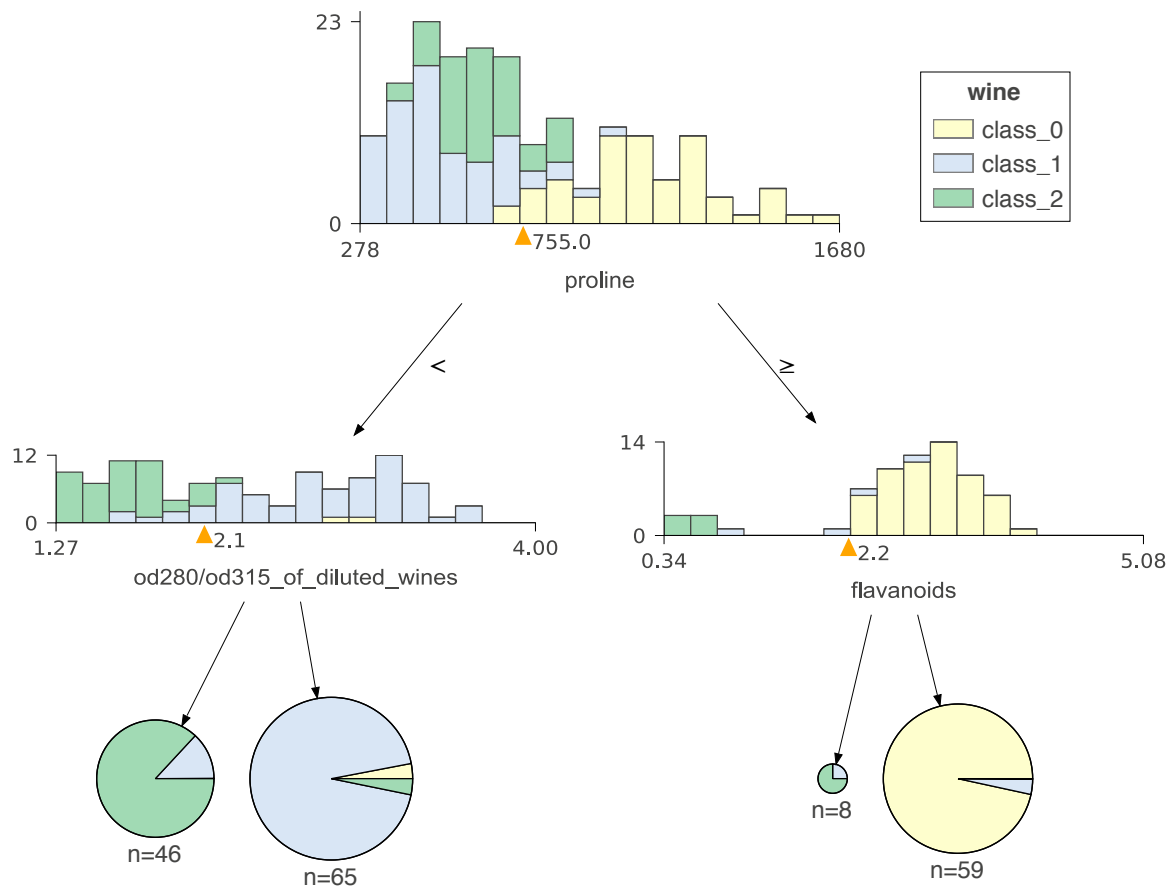 23
0
278
755.0
1680
proline
wine
class_0
class_1
class_2
<
≥
12
0
1.27
2.1
4.00
od280/od315_of_diluted_wines
14
0
0.34
2.2
5.08
flavanoids
n=46
n=65
n=8
n=59